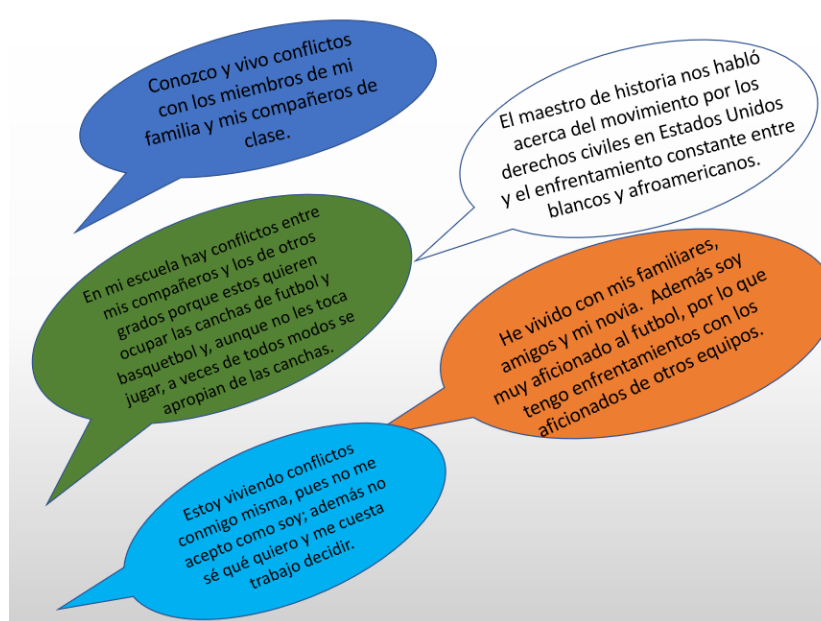 Conozco y vivo conflictos
con los miembros de mi
familia y mis compañeros de
clase.
El maestro de historia nos habló
acerca del movimiento por los
derechos civiles en Estados Unidos
y el enfrentamiento constante entre
blancos y afroamericanos.
En mi escuela hay conflictos entre
mis compañeros y los de otros
grados porque estos quieren
ocupar las canchas de futbol y
basquetbol y, aunque no les toca
jugar, a veces de todos modos se
apropian de las canchas.
He vivido con mis familiares,
amigos y mi novia. Además soy
muy aficionado al futbol, por lo que
tengo enfrentamientos con los
aficionados de otros equipos.
Estoy viviendo conflictos
conmigo misma, pues no me
acepto como soy; además no
sé qué quiero y me cuesta
trabajo decidir.